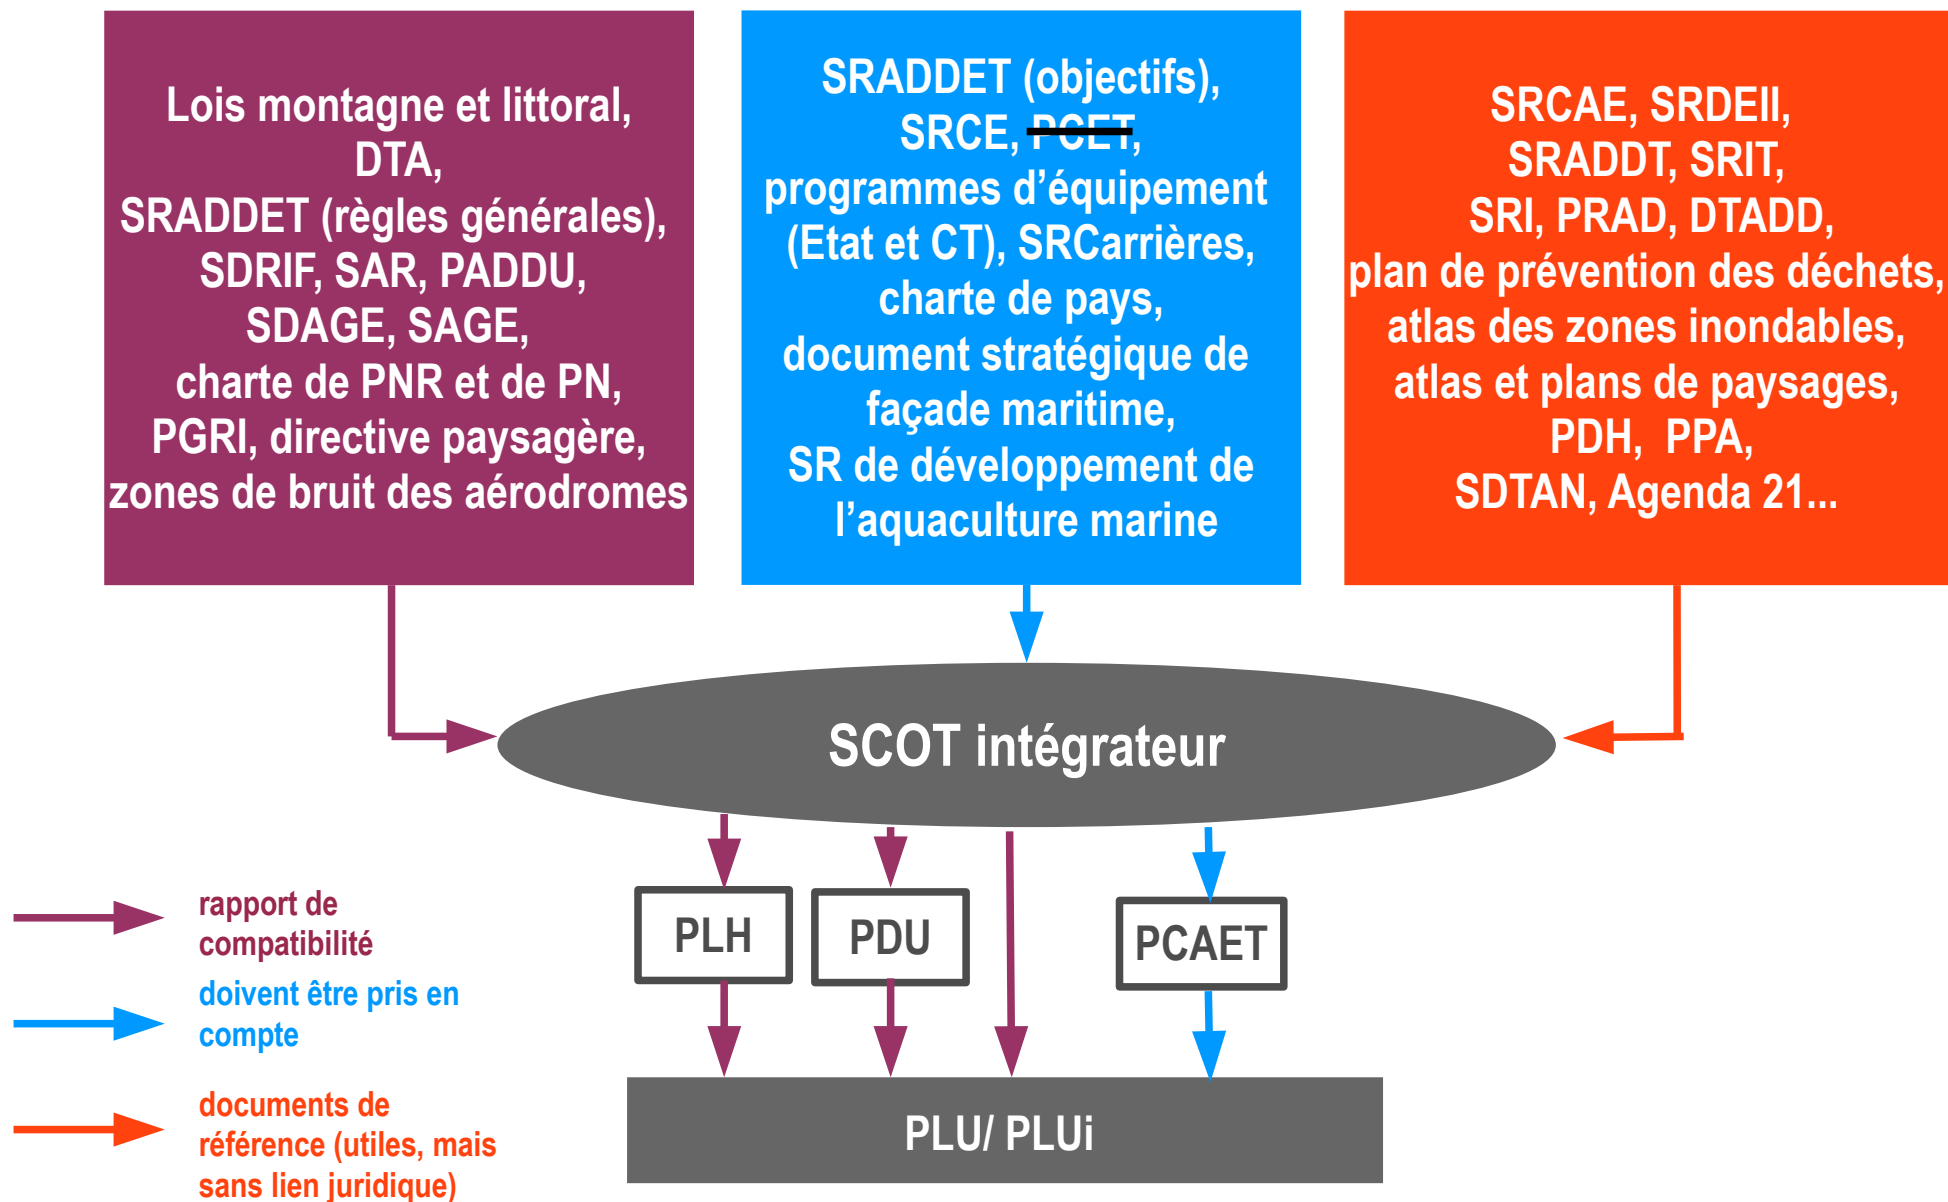 Lois montagne et littoral,
DTA,
SRADDET (règles générales),
SDRIF, SAR, PADDU,
SDAGE, SAGE,
charte de PNR et de PN,
PGRI, directive paysagère,
zones de bruit des aérodromes
SRADDET (objectifs),
SRCE, PCET,
programmes d’équipement
(Etat et CT), SRCarrières,
charte de pays,
document stratégique de
façade maritime,
SR de développement de
l’aquaculture marine
SRCAE, SRDEII,
SRADDT, SRIT,
SRI, PRAD, DTADD,
plan de prévention des déchets,
atlas des zones inondables,
atlas et plans de paysages,
PDH, PPA,
SDTAN, Agenda 21...
SCOT intégrateur
PLH
PDU
PCAET
PLU/ PLUi
rapport de
compatibilité
doivent être pris en
compte
documents de
référence (utiles, mais
sans lien juridique)